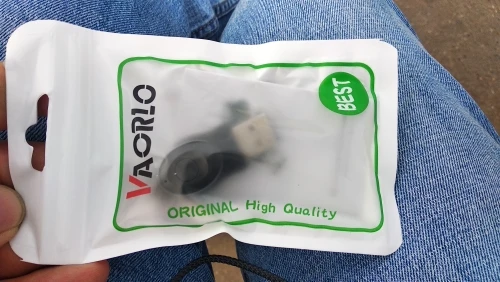 VAORLO
BEST
ORIGINAL High Quality